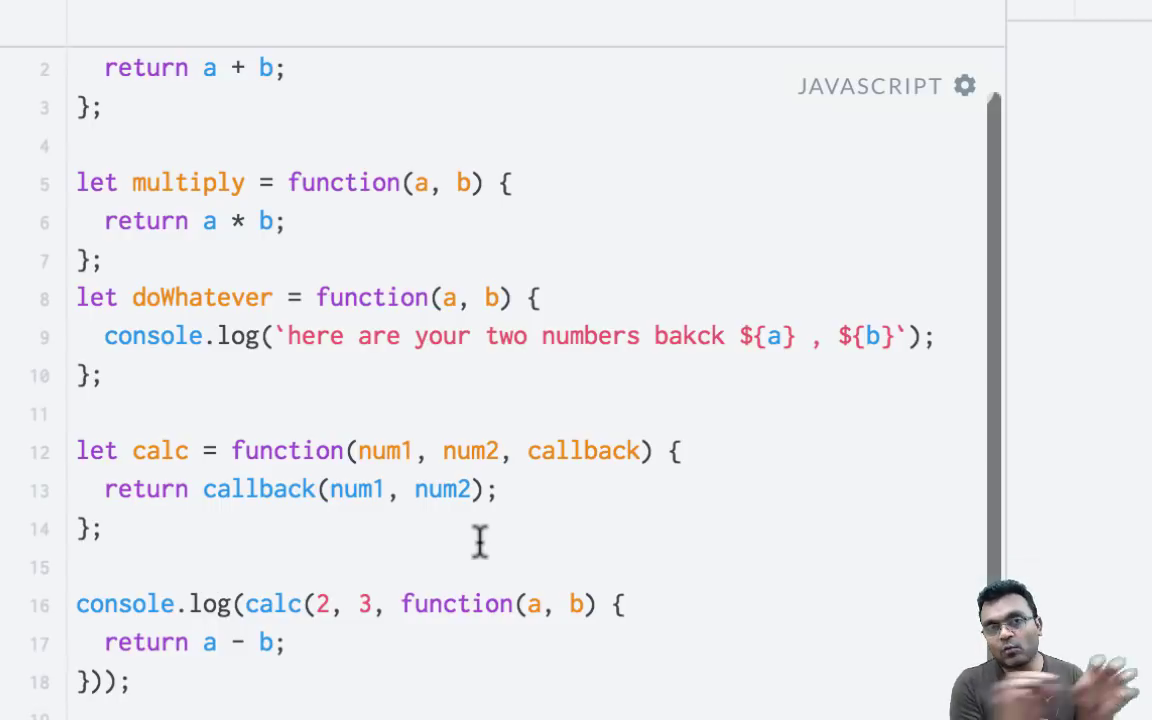 JAVASCRIPT
2 return a + b;
3 };
4
5 let multiply = function(a, b) {
6 return a * b;
7 };
8 let doWhatever = function(a, b) {
9 console.log(`here are your two numbers bakck ${a} , ${b}`);
10 };
11
12 let calc = function(num1, num2, callback) {
13 return callback(num1, num2);
14 };
15
16 console.log(calc(2, 3, function(a, b) {
17 return a - b;
18 }));